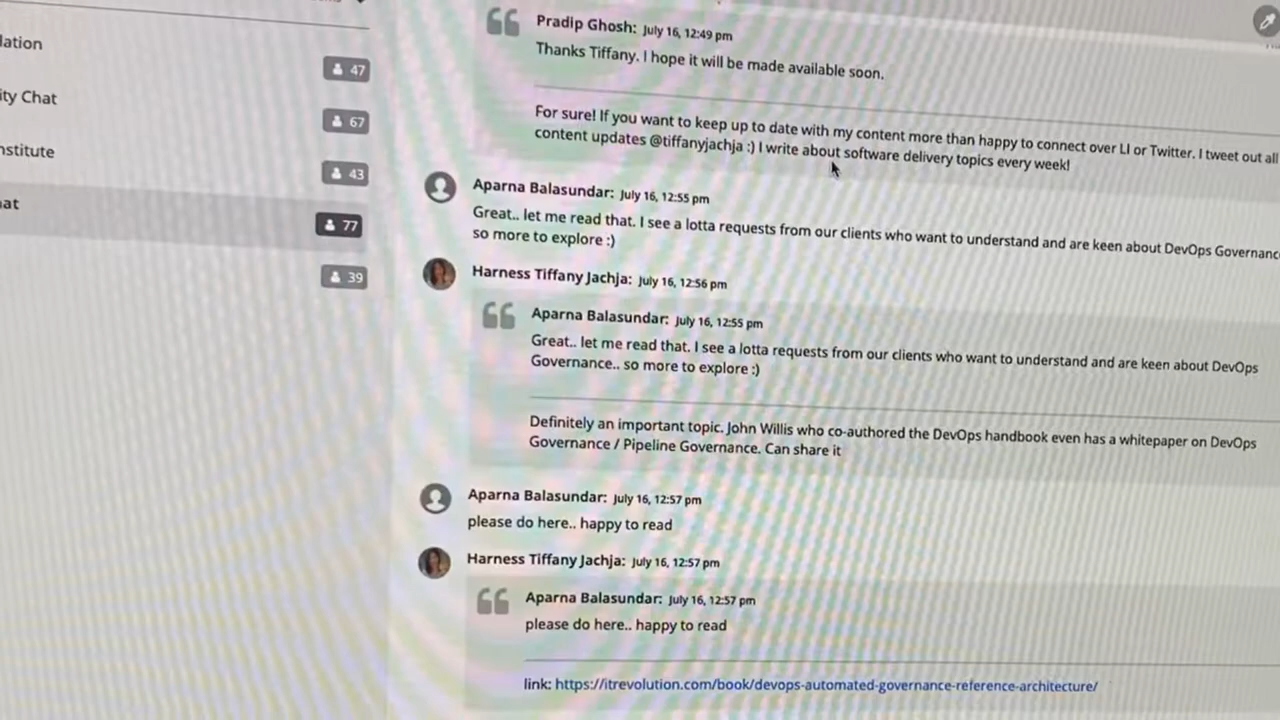 lation
47
ity Chat
67
nstitute
43
at
77
39
Pradip Ghosh: July 16, 12:49 pm
Thanks Tiffany. I hope it will be made available soon.
For sure! If you want to keep up to date with my content more than happy to connect over LI or Twitter. I tweet out all
content updates @tiffanyjachja :) I write about software delivery topics every week!
Aparna Balasundar: July 16, 12:55 pm
Great.. let me read that. I see a lotta requests from our clients who want to understand and are keen about DevOps Governanc
so more to explore :)
Harness Tiffany Jachja: July 16, 12:56 pm
Aparna Balasundar: July 16, 12:55 pm
Great.. let me read that. I see a lotta requests from our clients who want to understand and are keen about DevOps
Governance.. so more to explore :)
Definitely an important topic. John Willis who co-authored the DevOps handbook even has a whitepaper on DevOps
Governance / Pipeline Governance. Can share it
Aparna Balasundar: July 16, 12:57 pm
please do here.. happy to read
Harness Tiffany Jachja: July 16, 12:57 pm
Aparna Balasundar: July 16, 12:57 pm
please do here.. happy to read
link: https://itrevolution.com/book/devops-automated-governance-reference-architecture/